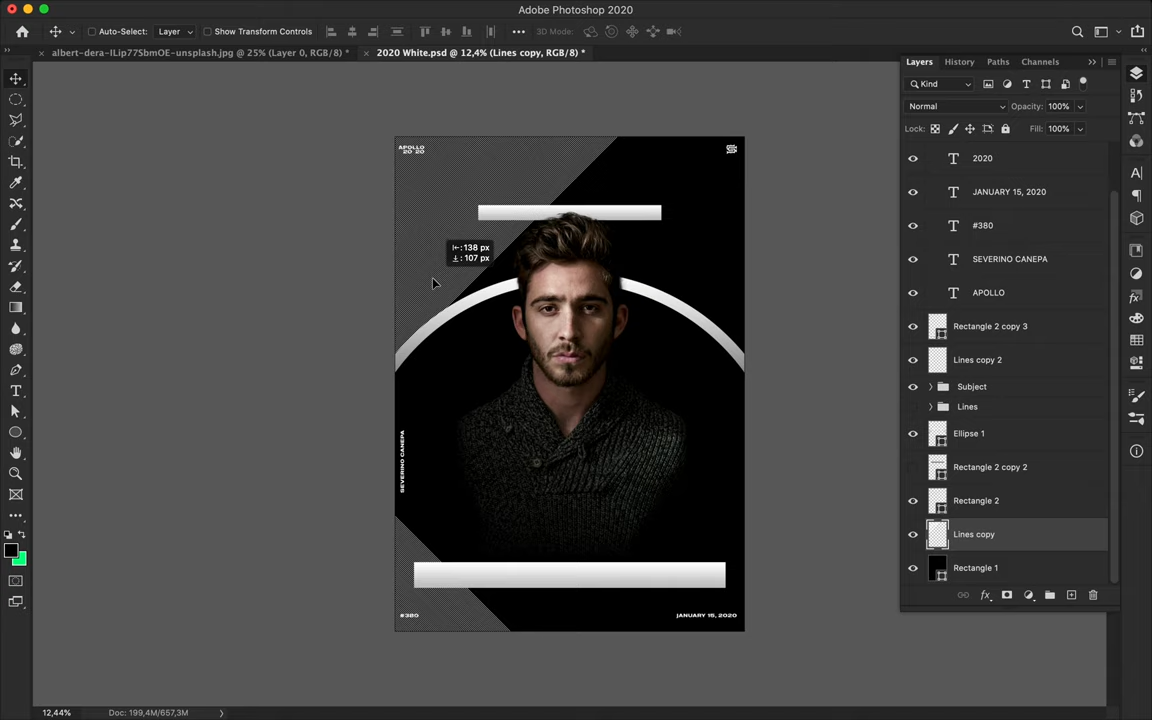 Adobe Photoshop 2020
Auto-Select:
Layer
Show Transform Controls
3D Mode:
albert-dera-ILip77SbmOE-unsplash.jpg @ 25% (Layer 0, RGB/8) *
2020 White.psd @ 12,4% (Lines copy, RGB/8) *
Layers
History
Paths
Channels
Kind
Normal
Opacity:
100%
Lock:
Fill:
100%
2020
JANUARY 15, 2020
#380
SEVERINO CANEPA
APOLLO
Rectangle 2 copy 3
Lines copy 2
Subject
Lines
Ellipse 1
Rectangle 2 copy 2
Rectangle 2
Lines copy
Rectangle 1
APOLLO
20 20
: 138 px
: 107 px
SEVERINO CANEPA
#380
JANUARY 15, 2020
12,44%
Doc: 199,4M/657,3M